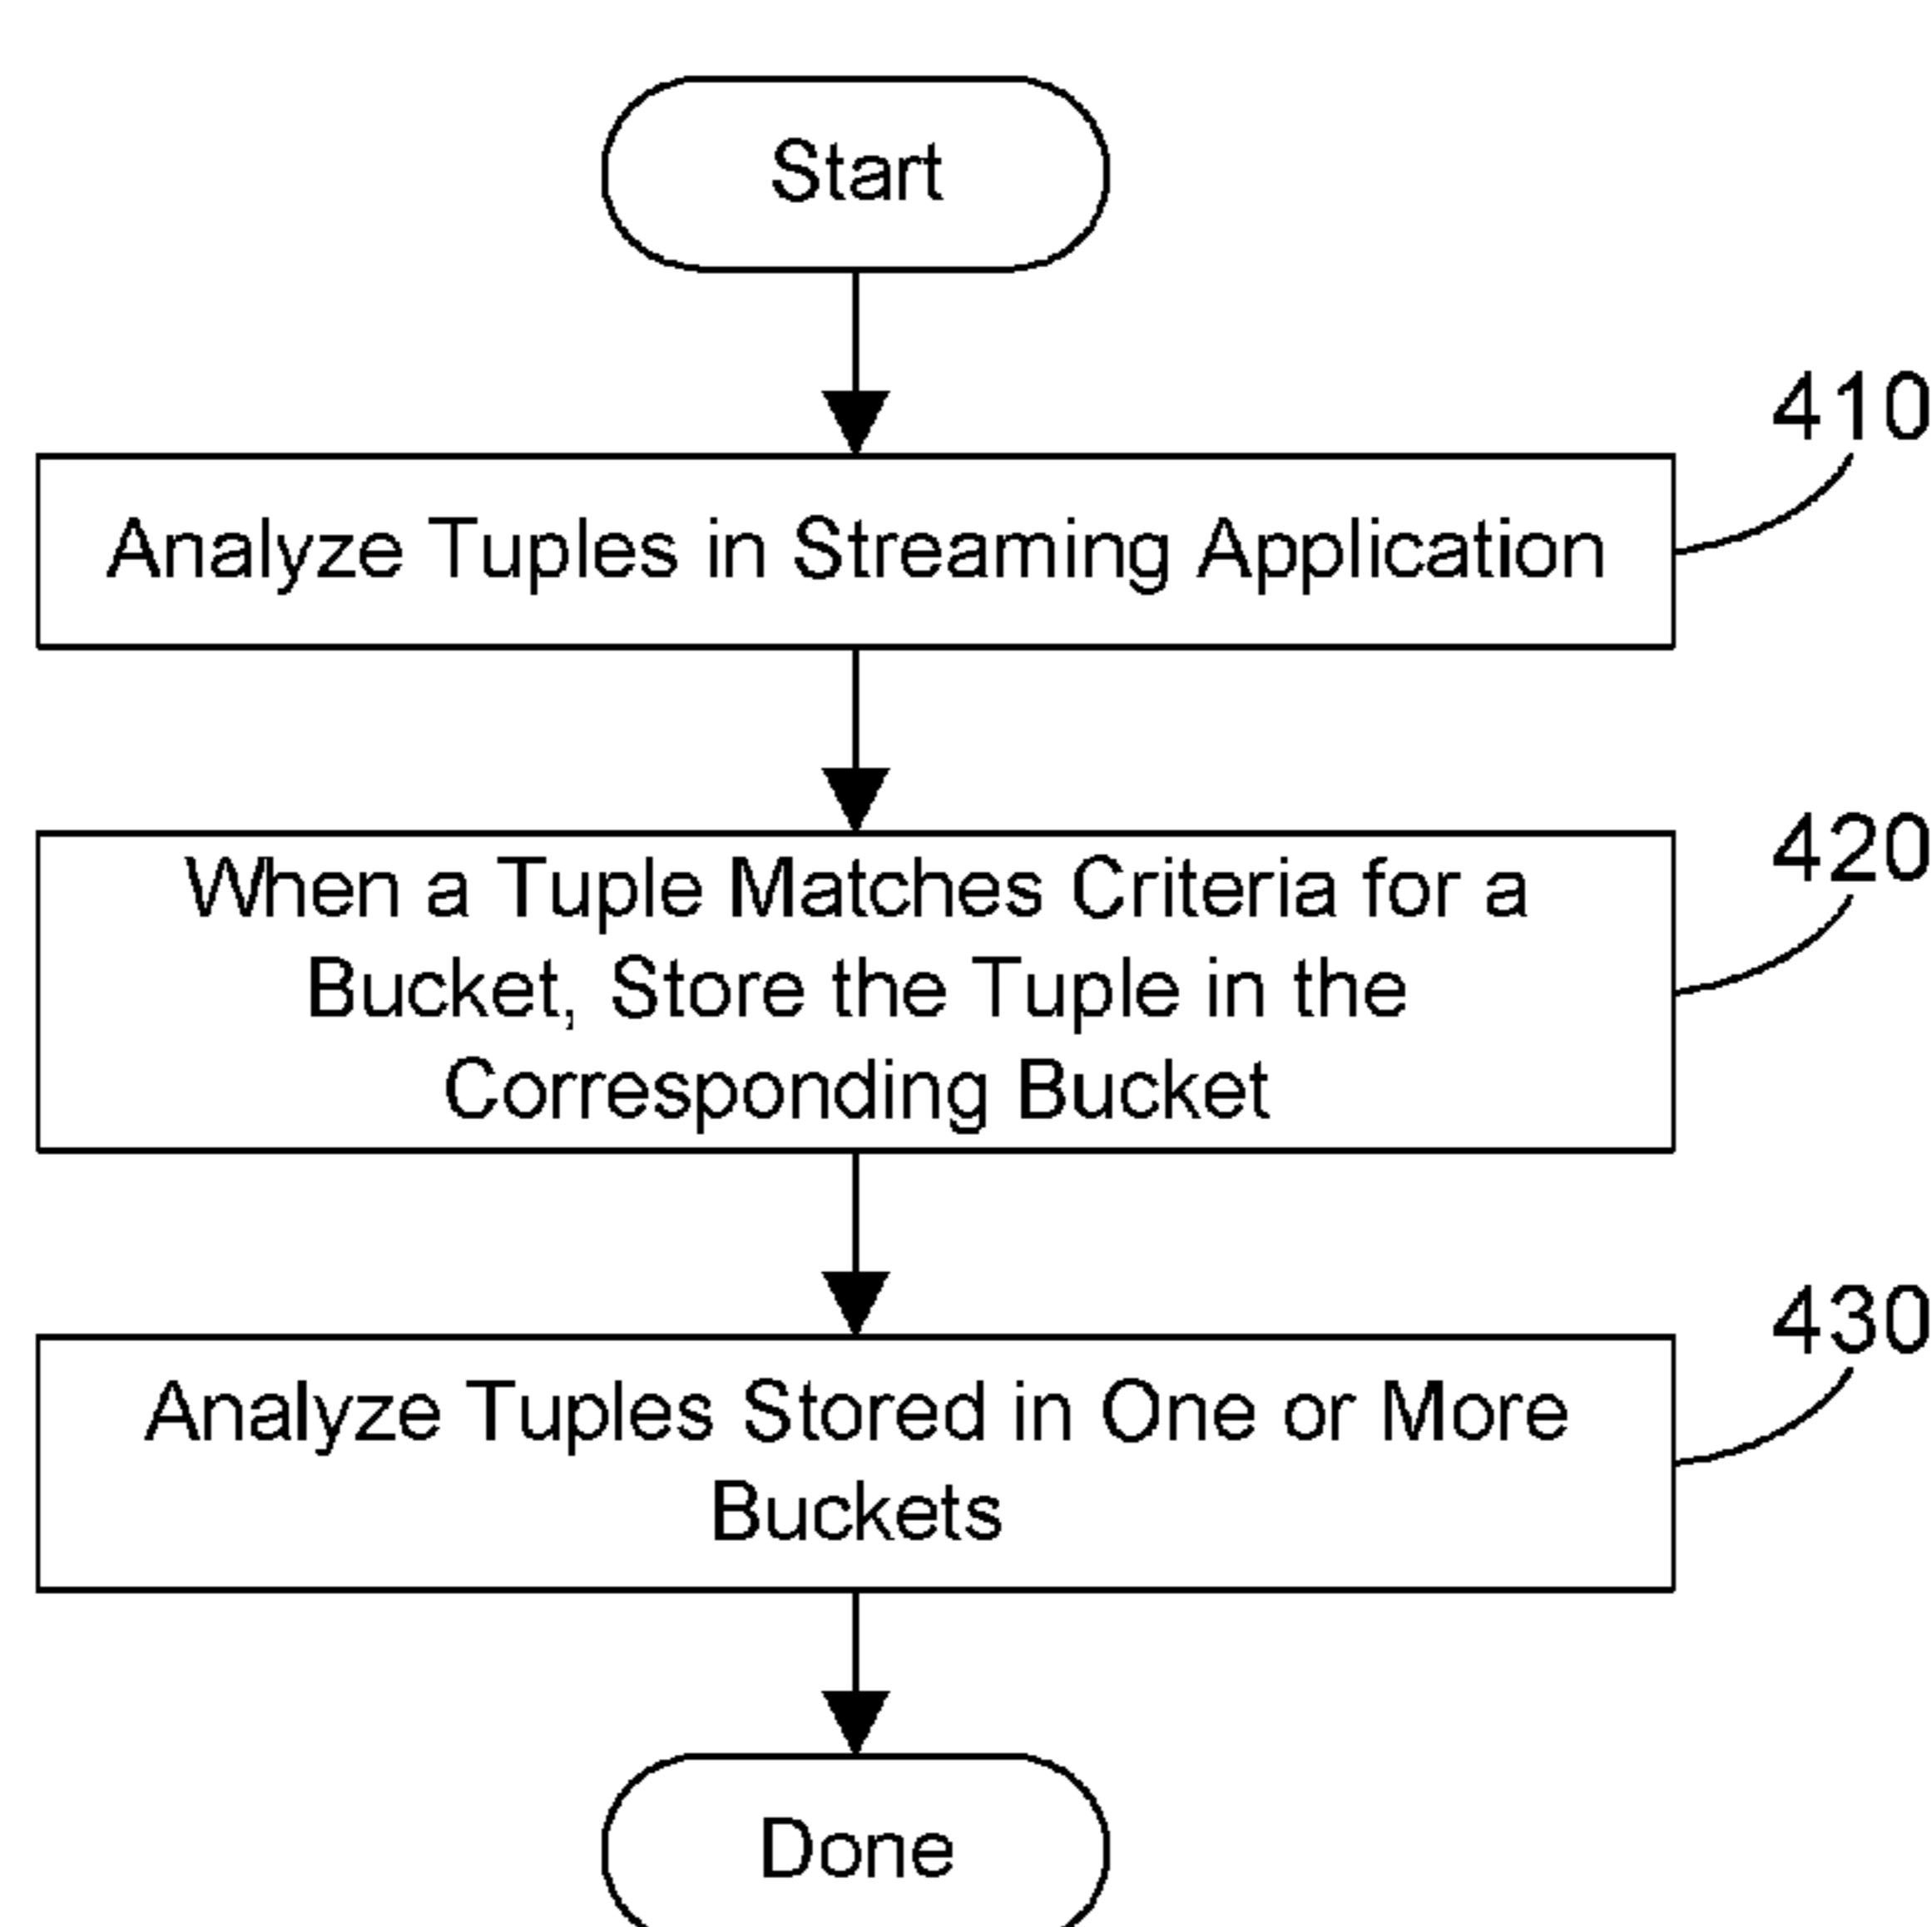 Start
410
Analyze Tuples in Streaming Application
420
When a Tuple Matches Criteria for a
Bucket, Store the Tuple in the
Corresponding Bucket
430
Analyze Tuples Stored in One or More
Buckets
Done